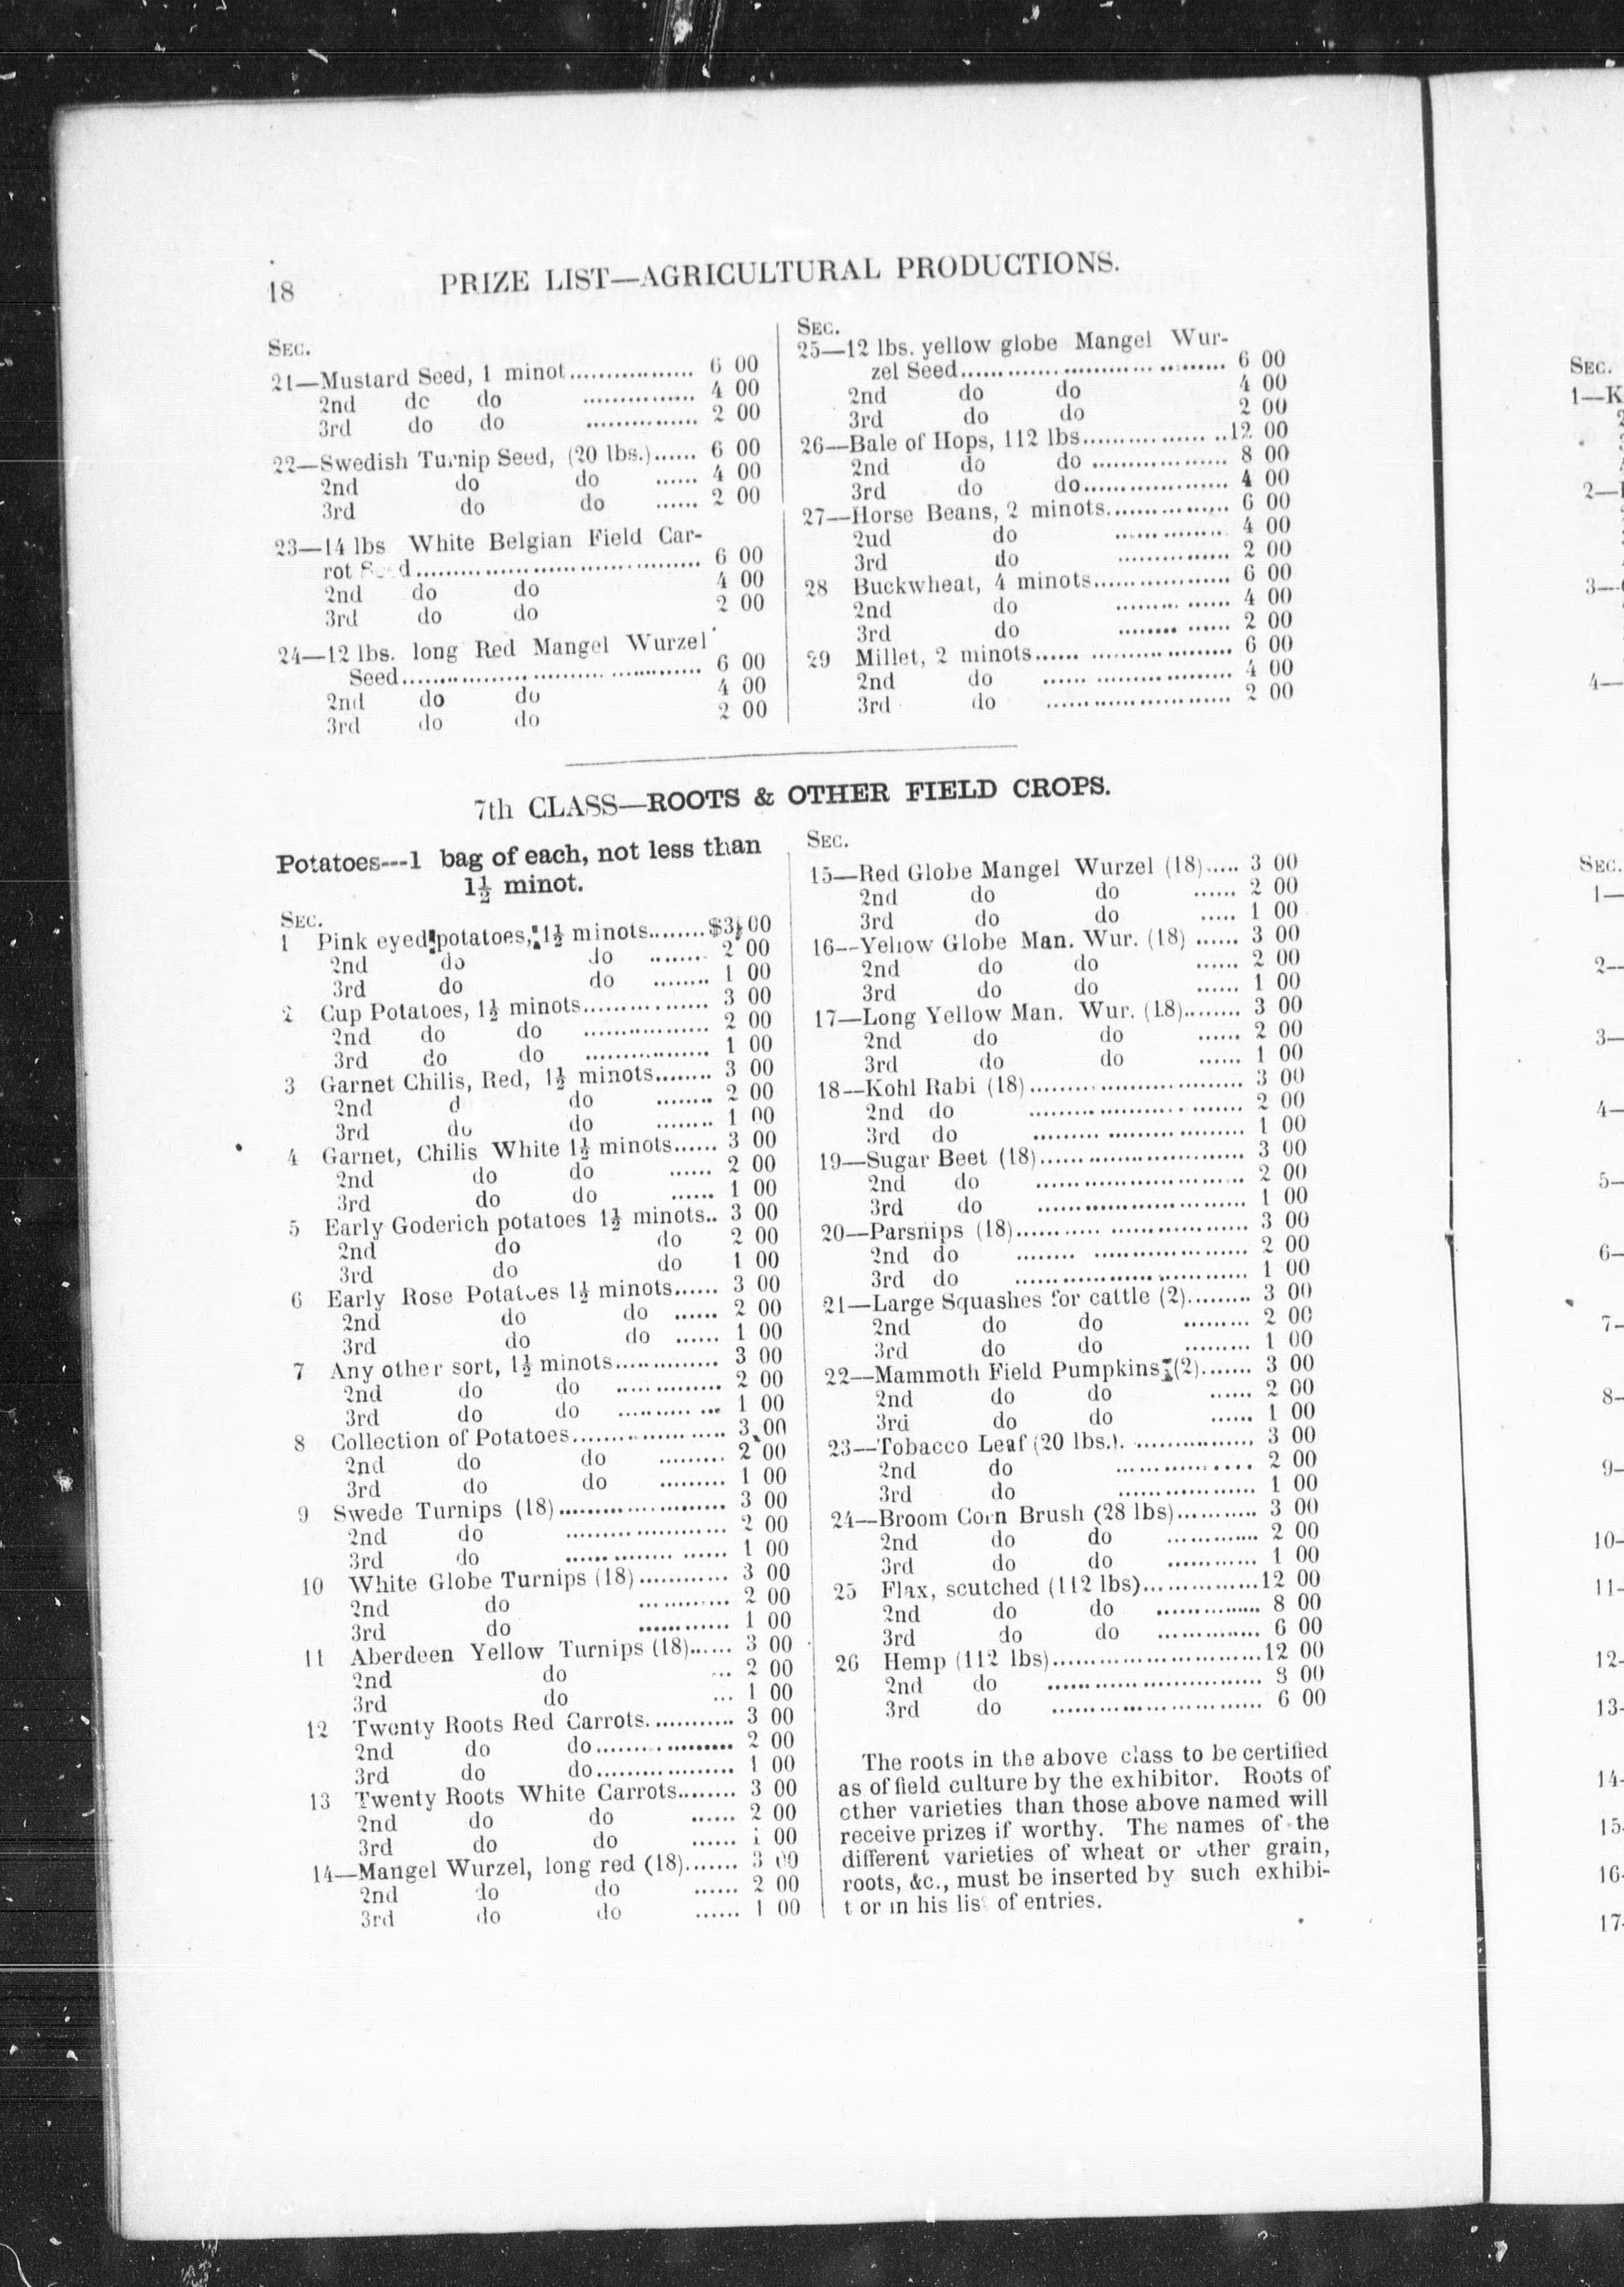 18
PRIZE LIST—AGRICULTURAL PRODUCTIONS.
SEC.
21—Mustard Seed, 1 minot.................. 6 00
2nd dc do ............... 4 00
3rd do do ............... 2 00
22—Swedish Turnip Seed, (20 lbs.)...... 6 00
2nd do do ...... 4 00
3rd do do ...... 2 00
23—14 lbs White Belgian Field Car-
rot Seed........................................ 6 00
2nd do do 4 00
3rd do do 2 00
24—12 lbs. long Red Mangel Wurzel
Seed.......................................... 6 00
2nd do do 4 00
3rd do do 2 00
SEC.
25—12 lbs. yellow globe Mangel Wur-
zel Seed..................................... 6 00
2nd do do 4 00
3rd do do 2 00
26—Bale of Hops, 112 lbs.....................12 00
2nd do do .................. 8 00
3rd do do................... 4 00
27—Horse Beans, 2 minots................ 6 00
2ud do ............... 4 00
3rd do ............... 2 00
28 Buckwheat, 4 minots.................. 6 00
2nd do ............... 4 00
3rd do ............... 2 00
29 Millet, 2 minots........................... 6 00
2nd do ........................ 4 00
3rd do ........................ 2 00
7th CLASS—ROOTS & OTHER FIELD CROPS.
Potatoes---1 bag of each, not less than
1½ minot.
SEC.
1 Pink eyed potatoes, 1½ minots........$3 00
2nd do do ........ 2 00
3rd do do ........ 1 00
2 Cup Potatoes, 1½ minots................. 3 00
2nd do do ................. 2 00
3rd do do ................. 1 00
3 Garnet Chilis, Red, 1½ minots........ 3 00
2nd d do ........ 2 00
3rd do do ........ 1 00
4 Garnet, Chilis White 1½ minots...... 3 00
2nd do do ...... 2 00
3rd do do ...... 1 00
5 Early Goderich potatoes 1½ minots.. 3 00
2nd do do 2 00
3rd do do 1 00
6 Early Rose Potatoes 1½ minots...... 3 00
2nd do do ...... 2 00
3rd do do ...... 1 00
7 Any other sort, 1½ minots.............. 3 00
2nd do do .............. 2 00
3rd do do ............. 1 00
8 Collection of Potatoes..................... 3 00
2nd do do ......... 2 00
3rd do do ......... 1 00
9 Swede Turnips (18)....................... 3 00
2nd do ...................... 2 00
3rd do ...................... 1 00
10 White Globe Turnips (18)............ 3 00
2nd do ............ 2 00
3rd do ............ 1 00
11 Aberdeen Yellow Turnips (18)...... 3 00
2nd do ... 2 00
3rd do ... 1 00
12 Twenty Roots Red Carrots............ 3 00
2nd do do................... 2 00
3rd do do................... 1 00
13 Twenty Roots White Carrots........ 3 00
2nd do do ...... 2 00
3rd do do ...... 1 00
14—Mangel Wurzel, long red (18)....... 3 00
2nd do do ...... 2 00
3rd do do ...... 1 00
SEC.
15—Red Globe Mangel Wurzel (18)..... 3 00
2nd do do ...... 2 00
3rd do do ..... 1 00
16--Yellow Globe Man. Wur. (18) ...... 3 00
2nd do do ...... 2 00
3rd do do ...... 1 00
17—Long Yellow Man. Wur. (18)........ 3 00
2nd do do ...... 2 00
3rd do do ...... 1 00
18--Kohl Rabi (18)............................. 3 00
2nd do ............................. 2 00
3rd do ............................. 1 00
19—Sugar Beet (18)............................ 3 00
2nd do ............................ 2 00
3rd do ............................ 1 00
20—Parsnips (18)............................... 3 00
2nd do ............................. 2 00
3rd do ............................... 1 00
21—Large Squashes for cattle (2)......... 3 00
2nd do do ......... 2 00
3rd do do ......... 1 00
22—Mammoth Field Pumpkins (2)....... 3 00
2nd do do ...... 2 00
3rd do do ...... 1 00
23—Tobacco Leaf (20 lbs.). ................ 3 00
2nd do ................. 2 00
3rd do ................. 1 00
24—Broom Corn Brush (28 lbs)........... 3 00
2nd do do ............ 2 00
3rd do do ............ 1 00
25 Flax, scutched (112 lbs)...............12 00
2nd do do ............... 8 00
3rd do do ............. 6 00
26 Hemp (112 lbs)............................12 00
2nd do ............................ 8 00
3rd do ............................ 6 00
The roots in the above class to be certified
as of field culture by the exhibitor. Roots of
other varieties than those above named will
receive prizes if worthy. The names of the
different varieties of wheat or other grain,
roots, &c., must be inserted by such exhibi-
t or in his list of entries.
SEC.
1—K
2—
3—
4—
SEC.
1—
2—
3—
4—
5—
6—
7-
8-
9-
10-
11-
12-
13-
14-
15-
16-
17-